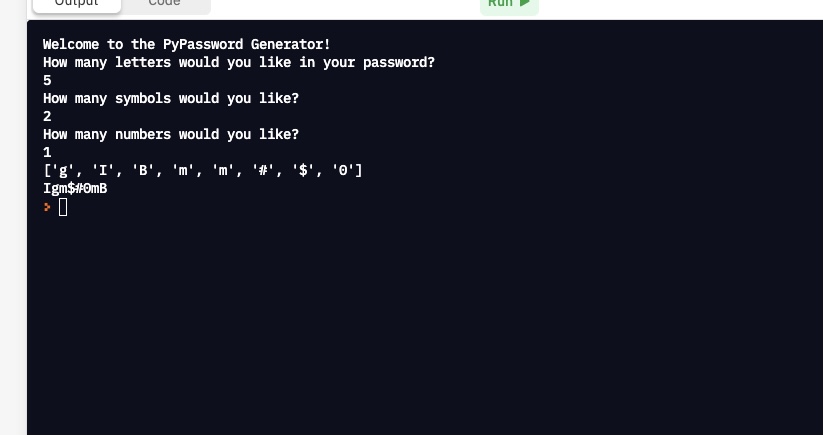 Output Code Run
Welcome to the PyPassword Generator!
How many letters would you like in your password?
5
How many symbols would you like?
2
How many numbers would you like?
1
['g', 'I', 'B', 'm', 'm', '#', '$', '0']
Igm$#0mB
>